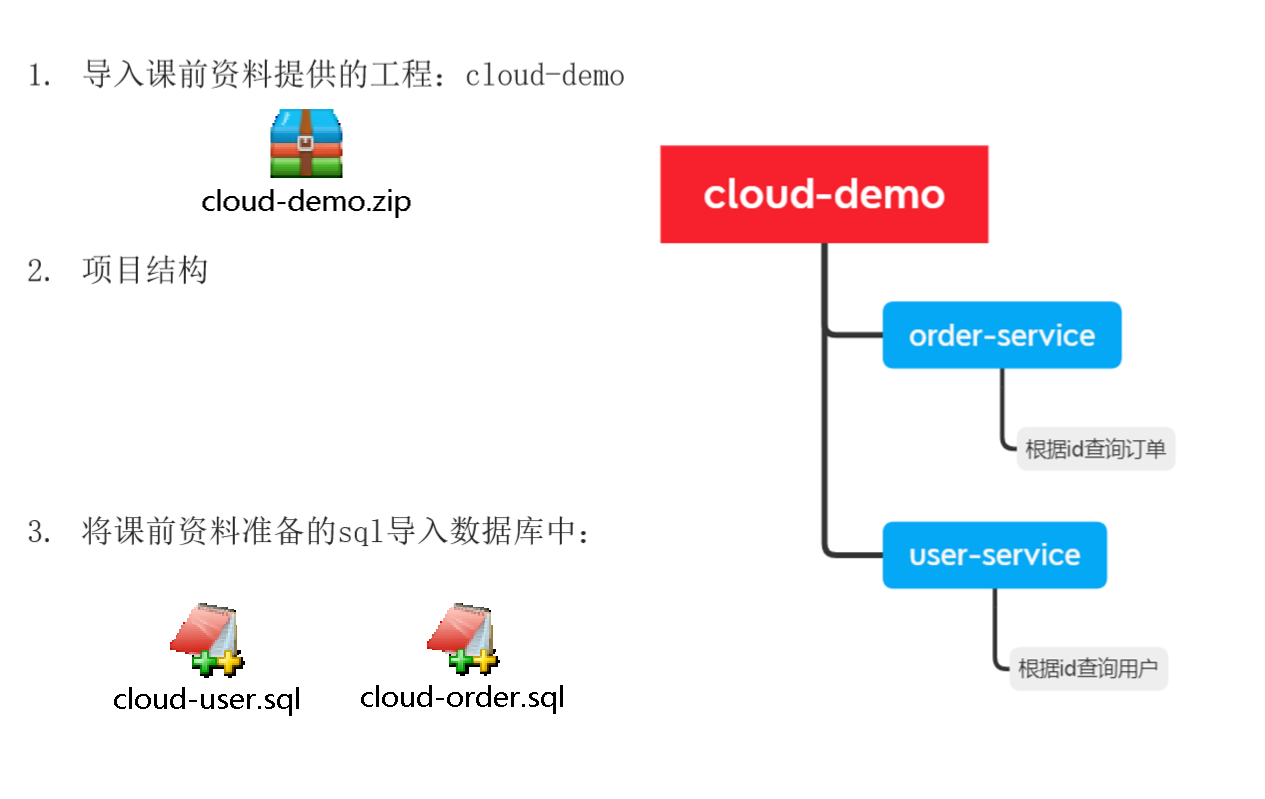 1. 导入课前资料提供的工程：cloud-demo
cloud-demo.zip
2. 项目结构
cloud-demo
order-service
根据id查询订单
user-service
根据id查询用户
3. 将课前资料准备的sql导入数据库中：
cloud-user.sql
cloud-order.sql